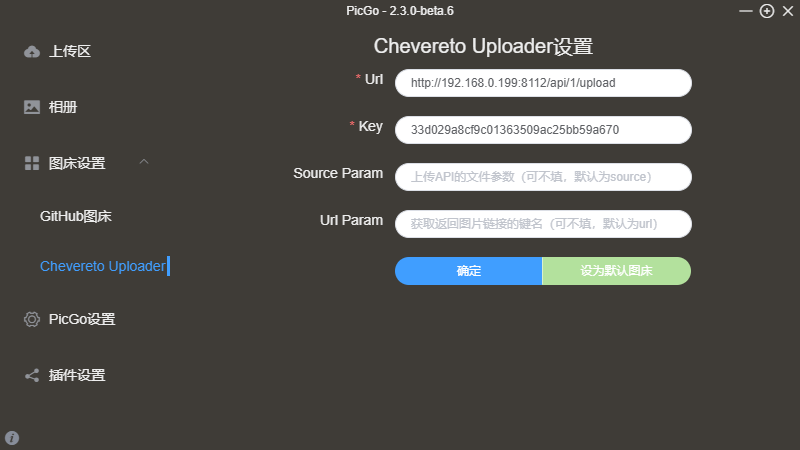 PicGo - 2.3.0-beta.6
上传区
相册
图床设置
GitHub图床
Chevereto Uploader
PicGo设置
插件设置
Chevereto Uploader设置
* Url
http://192.168.0.199:8112/api/1/upload
* Key
33d029a8cf9c01363509ac25bb59a670
Source Param
上传API的文件参数（可不填，默认为source）
Url Param
获取返回图片链接的键名（可不填，默认为url）
确定
设为默认图床